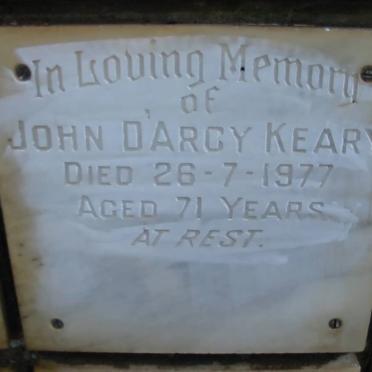 In Loving Memory
of
JOHN D'ARCY KEARY
DIED 26-7-1977
AGED 71 YEARS
AT REST.